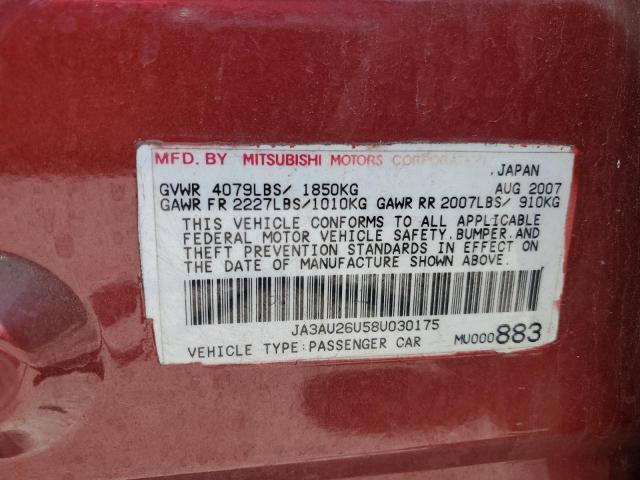 MFD. BY MITSUBISHI MOTORS CORPORATION
JAPAN
GVWR 4079LBS/ 1850KG AUG 2007
GAWR FR 2227LBS/1010KG GAWR RR 2007LBS/ 910KG
THIS VEHICLE CONFORMS TO ALL APPLICABLE
FEDERAL MOTOR VEHICLE SAFETY, BUMPER, AND
THEFT PREVENTION STANDARDS IN EFFECT ON
THE DATE OF MANUFACTURE SHOWN ABOVE.
JA3AU26U58U030175
VEHICLE TYPE:PASSENGER CAR MU000883